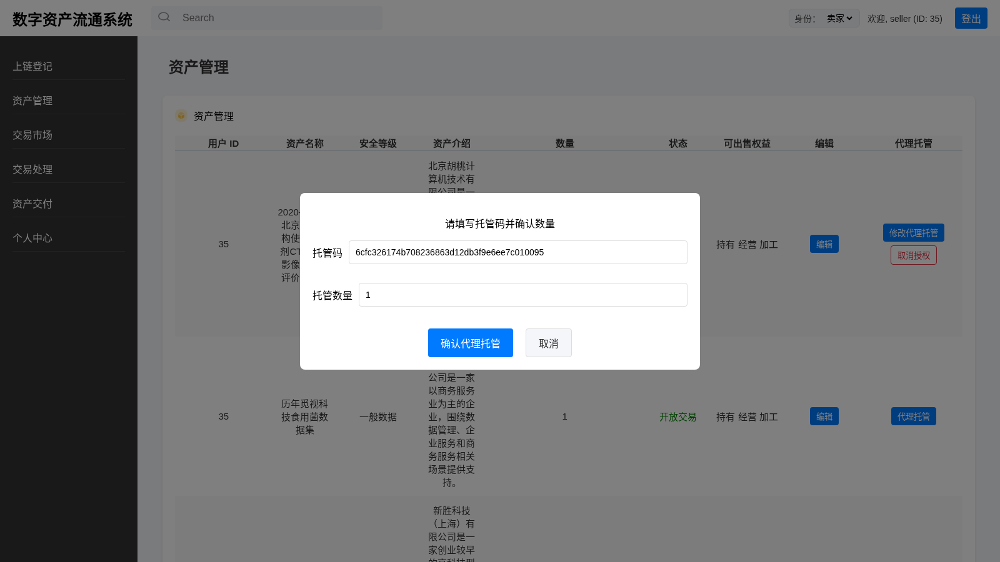 数字资产流通系统
Search
身份： 卖家
欢迎, seller (ID: 35)
登出
上链登记
资产管理
交易市场
交易处理
资产交付
个人中心
资产管理
资产管理
用户 ID 资产名称 安全等级 资产介绍 数量 状态 可出售权益 编辑 代理托管
北京胡桃计
算机技术有
限公司是一
2020-
北京
构使
剂CT
影像
评价
35
持有 经营 加工
编辑
修改代理托管
取消授权
请填写托管码并确认数量
托管码 6cfc326174b708236863d12db3f9e6ee7c010095
托管数量 1
确认代理托管 取消
公司是一家
以商务服务
业为主的企
业，围绕数
据管理、企
业服务和商
务服务相关
场景提供支
持。
35
历年觅视科
技食用菌数
据集
一般数据
1
开放交易
持有 经营 加工
编辑
代理托管
新胜科技
（上海）有
限公司是一
家创业较早